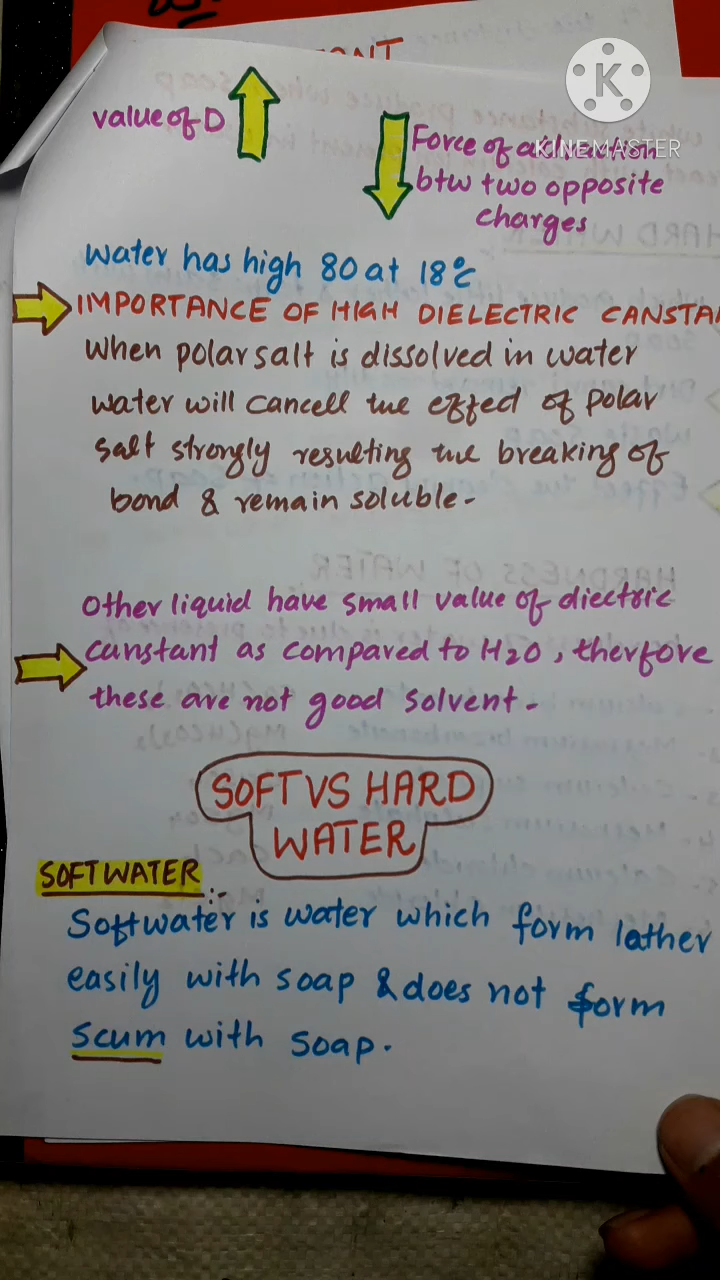 value of D
Force of attraction
btw two opposite
charges
KINEMASTER
water has high 80 at 18°C
IMPORTANCE OF HIGH DIELECTRIC CANSTA
when polar salt is dissolved in water
water will cancell the effect of polar
salt strongly resulting the breaking of
bond & remain soluble-
Other liquid have small value of diectric
canstant as compared to H2O, therfore
these are not good solvent-
SOFT VS HARD
WATER
SOFTWATER :-
Softwater is water which form lather
easily with soap & does not form
scum with soap.